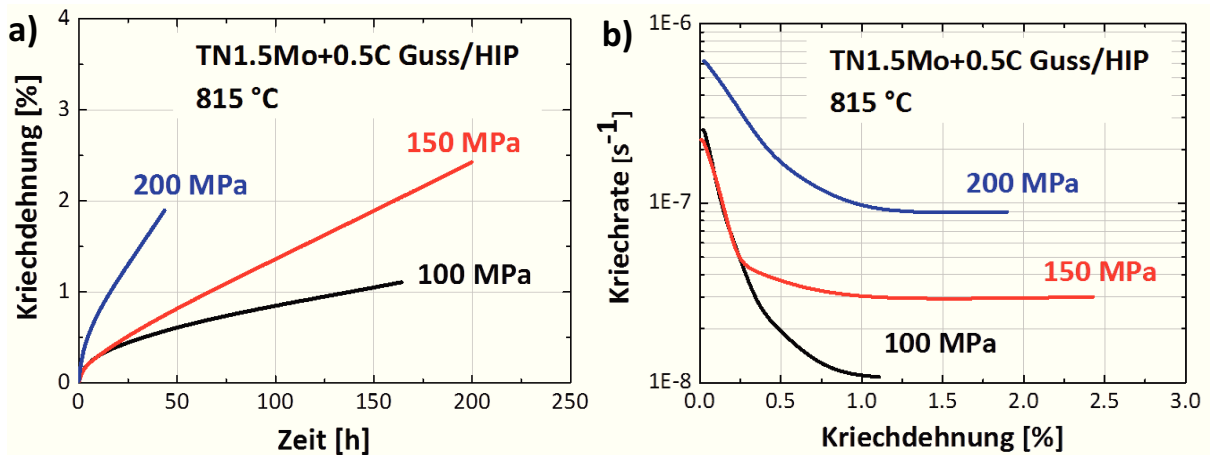 a)
TN1.5Mo+0.5C Guss/HIP
815 °C
200 MPa
150 MPa
100 MPa
Kriechdehnung [%]
4
3
2
1
0
0
50
100
150
200
250
Zeit [h]
b)
TN1.5Mo+0.5C Guss/HIP
815 °C
200 MPa
150 MPa
100 MPa
Kriechrate [s⁻¹]
1E-6
1E-7
1E-8
0.0
0.5
1.0
1.5
2.0
2.5
3.0
Kriechdehnung [%]